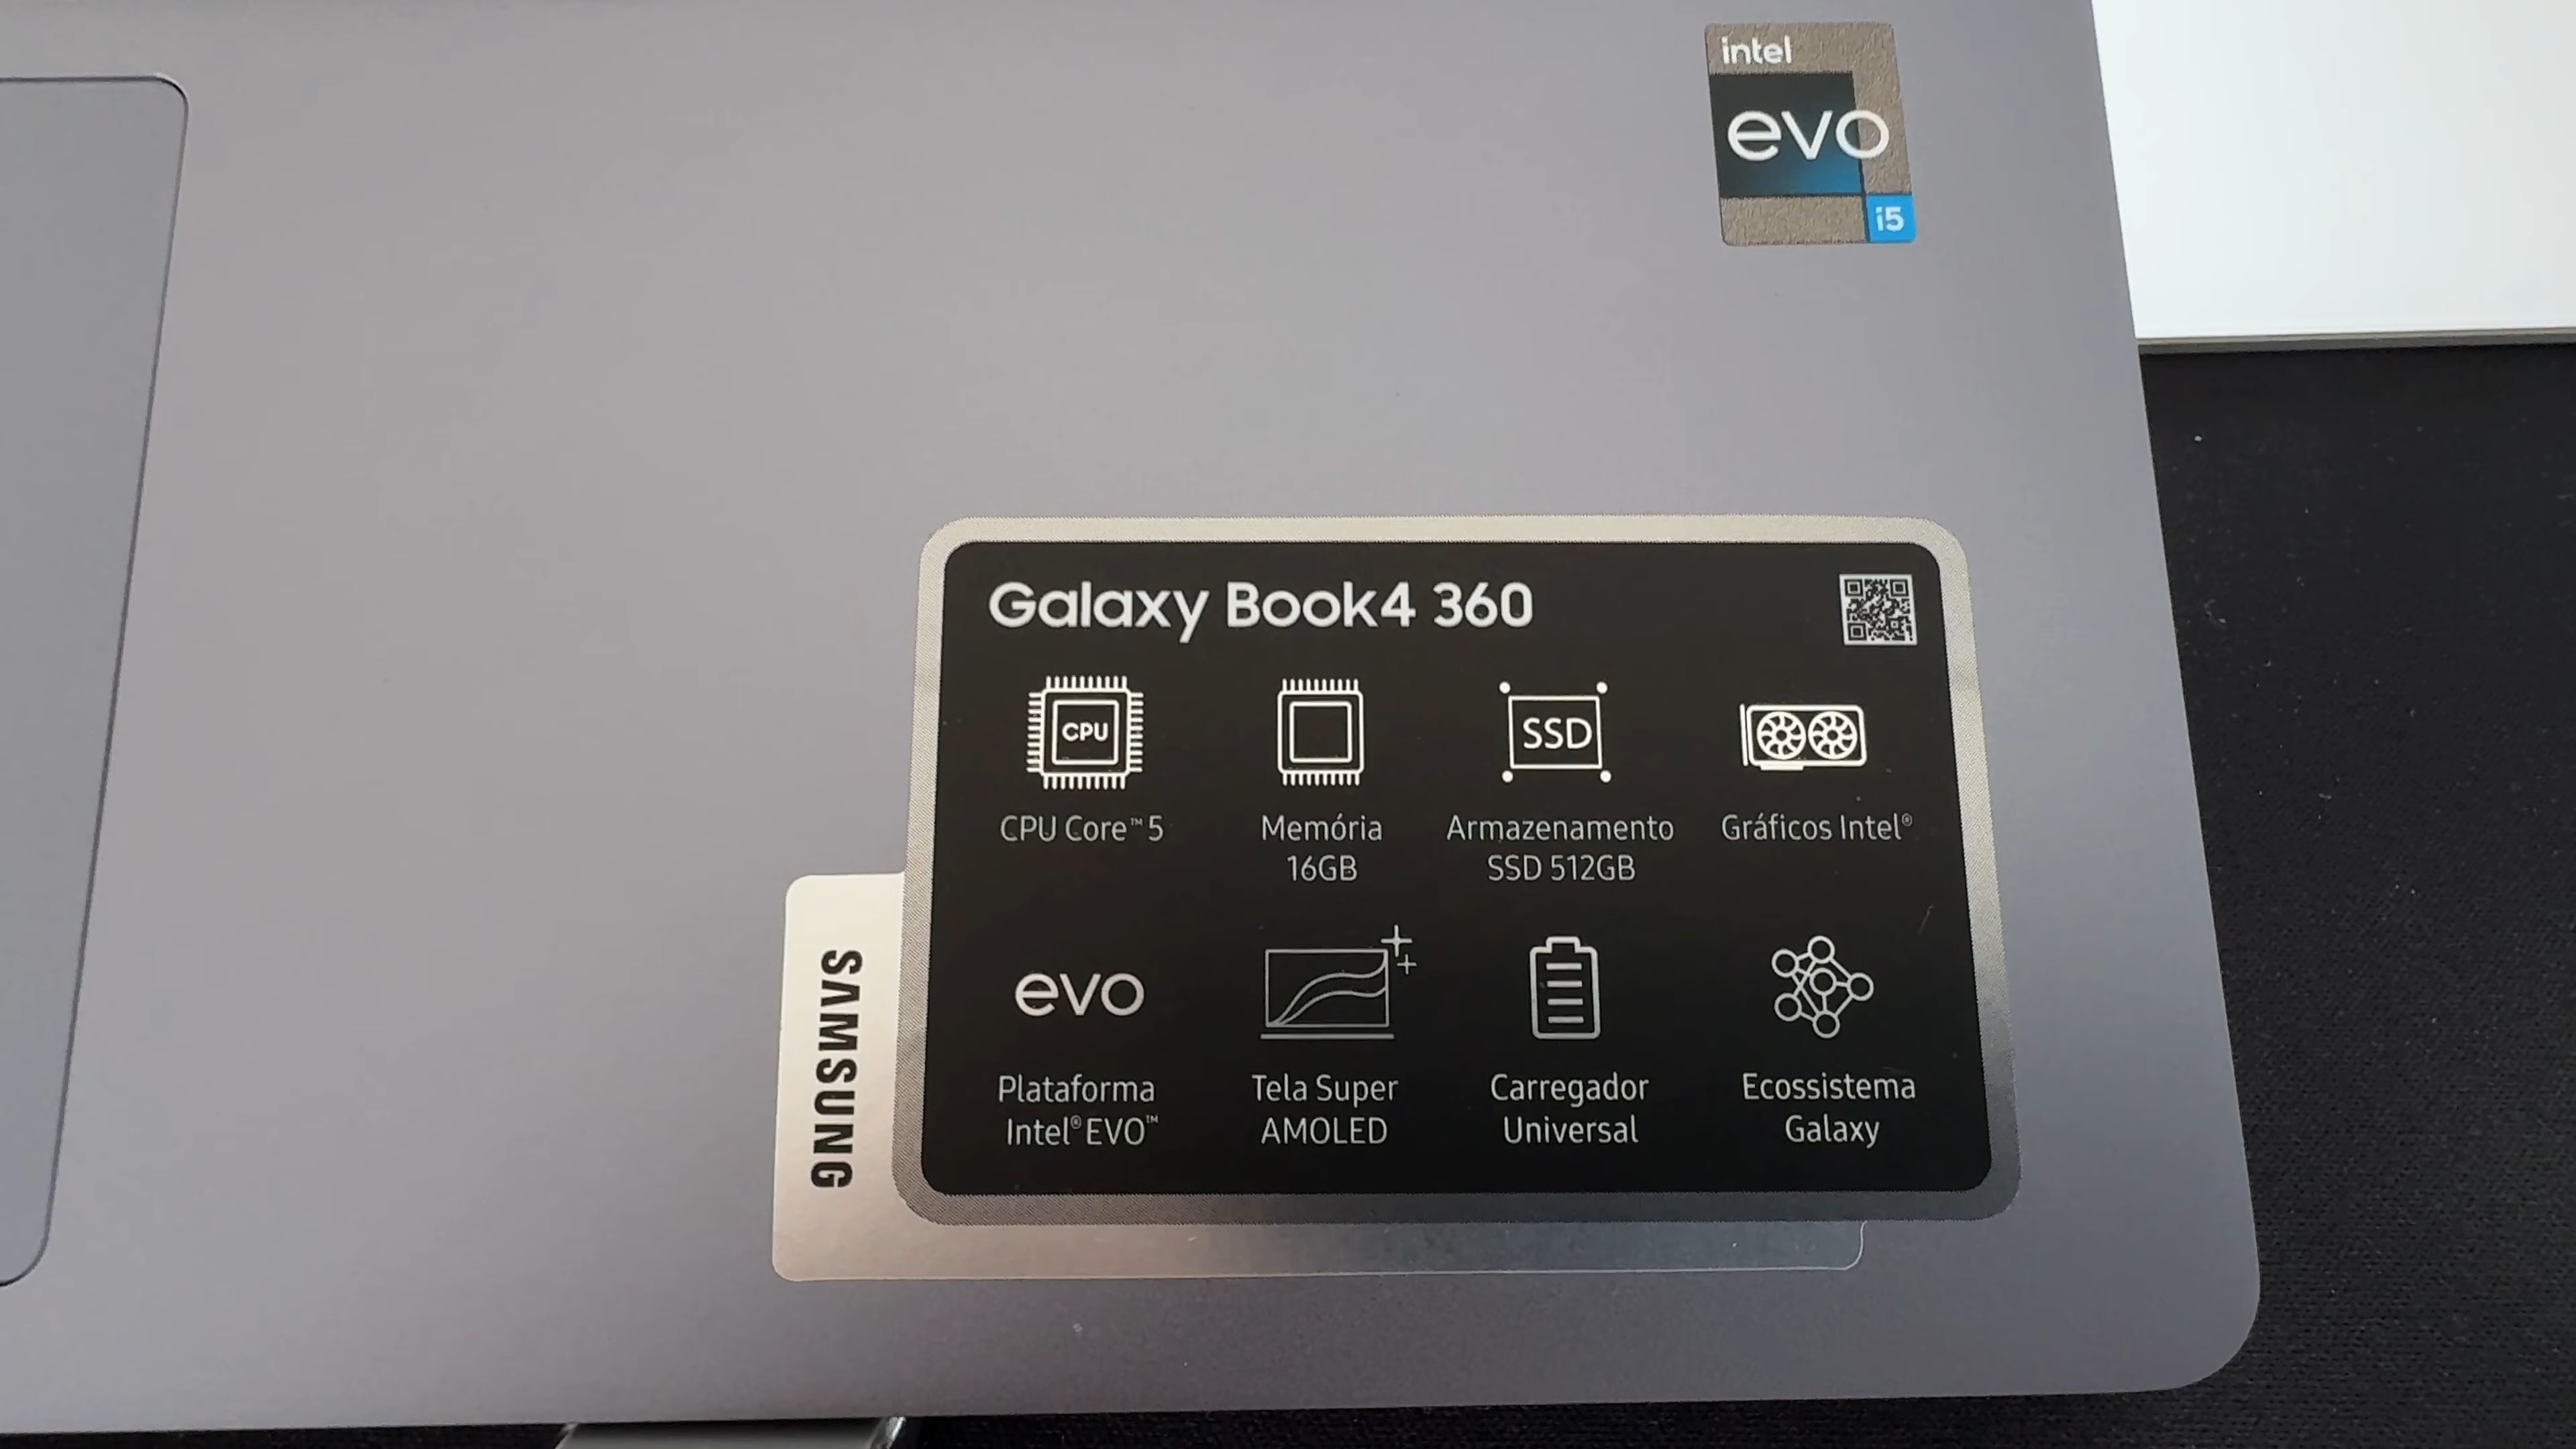 intel
evo
i5
Galaxy Book4 360
CPU
SSD
CPU Core™ 5
Memória
16GB
Armazenamento
SSD 512GB
Gráficos Intel®
evo
Plataforma
Intel® EVO™
Tela Super
AMOLED
Carregador
Universal
Ecossistema
Galaxy
SAMSUNG